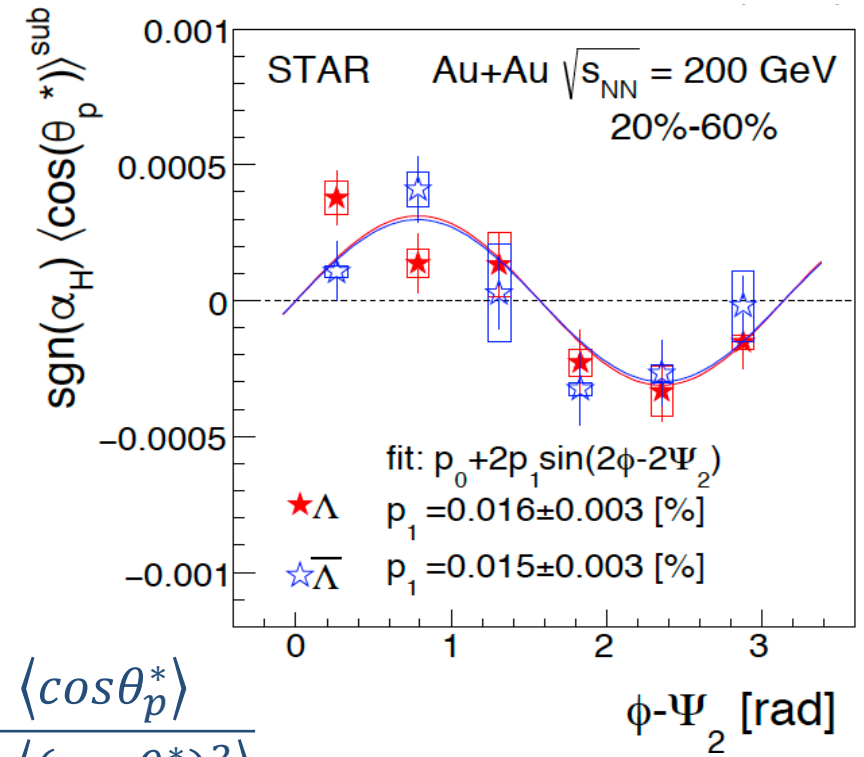 sgn(α_H) ⟨cos(θ_p*)⟩^sub
0.001
0.0005
0
−0.0005
−0.001
STAR Au+Au √s_NN = 200 GeV
20%-60%
fit: p_0+2p_1sin(2ϕ-2Ψ_2)
★Λ p_1 =0.016±0.003 [%]
☆Λ̅ p_1 =0.015±0.003 [%]
0 1 2 3
ϕ-Ψ_2 [rad]
⟨cosθ_p^*⟩